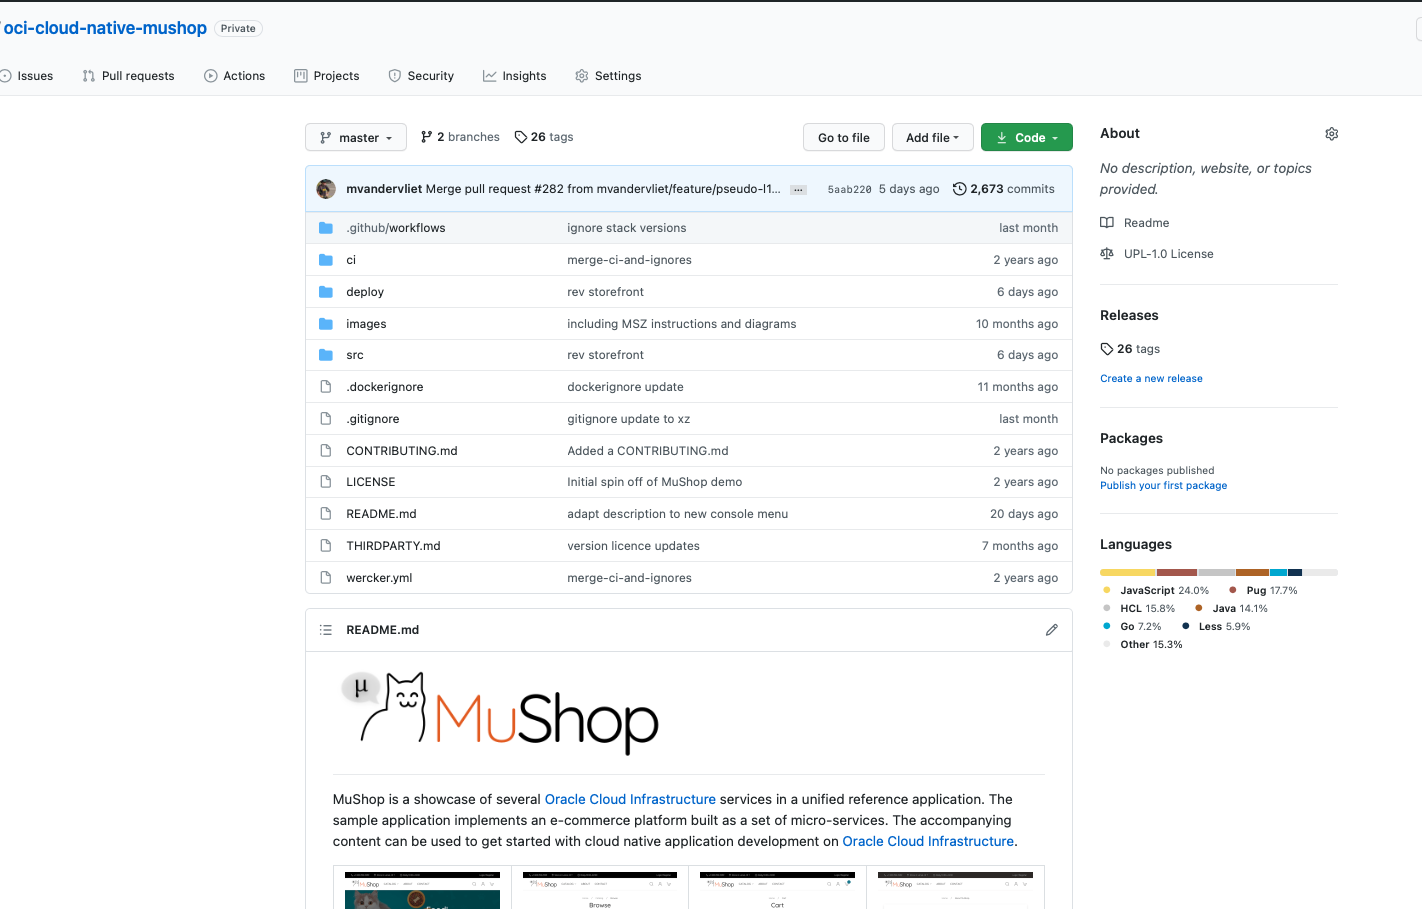 / oci-cloud-native-mushop Private
Issues Pull requests Actions Projects Security Insights Settings
master 2 branches 26 tags Go to file Add file Code
mvandervliet Merge pull request #282 from mvandervliet/feature/pseudo-l1... ... 5aab220 5 days ago 2,673 commits
.github/workflows ignore stack versions last month
ci merge-ci-and-ignores 2 years ago
deploy rev storefront 6 days ago
images including MSZ instructions and diagrams 10 months ago
src rev storefront 6 days ago
.dockerignore dockerignore update 11 months ago
.gitignore gitignore update to xz last month
CONTRIBUTING.md Added a CONTRIBUTING.md 2 years ago
LICENSE Initial spin off of MuShop demo 2 years ago
README.md adapt description to new console menu 20 days ago
THIRDPARTY.md version licence updates 7 months ago
wercker.yml merge-ci-and-ignores 2 years ago
README.md
μ MuShop
MuShop is a showcase of several Oracle Cloud Infrastructure services in a unified reference application. The
sample application implements an e-commerce platform built as a set of micro-services. The accompanying
content can be used to get started with cloud native application development on Oracle Cloud Infrastructure.
MuShop
MuShop
Browse
MuShop
Cart
MuShop
About
No description, website, or topics
provided.
Readme
UPL-1.0 License
Releases
26 tags
Create a new release
Packages
No packages published
Publish your first package
Languages
JavaScript 24.0% Pug 17.7%
HCL 15.8% Java 14.1%
Go 7.2% Less 5.9%
Other 15.3%